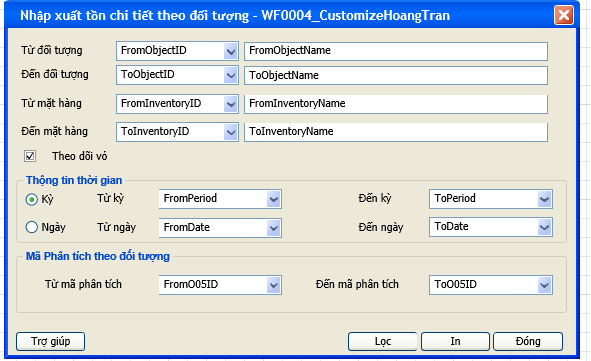 Nhập xuất tồn chi tiết theo đối tượng - WF0004_CustomizeHoangTran
Từ đối tượng FromObjectID FromObjectName
Đến đối tượng ToObjectID ToObjectName
Từ mặt hàng FromInventoryID FromInventoryName
Đến mặt hàng ToInventoryID ToInventoryName
Theo dõi vỏ
Thông tin thời gian
Kỳ Từ kỳ FromPeriod Đến kỳ ToPeriod
Ngày Từ ngày FromDate Đến ngày ToDate
Mã Phân tích theo đối tượng
Từ mã phân tích FromO05ID Đến mã phân tích ToO05ID
Trợ giúp Lọc In Đóng